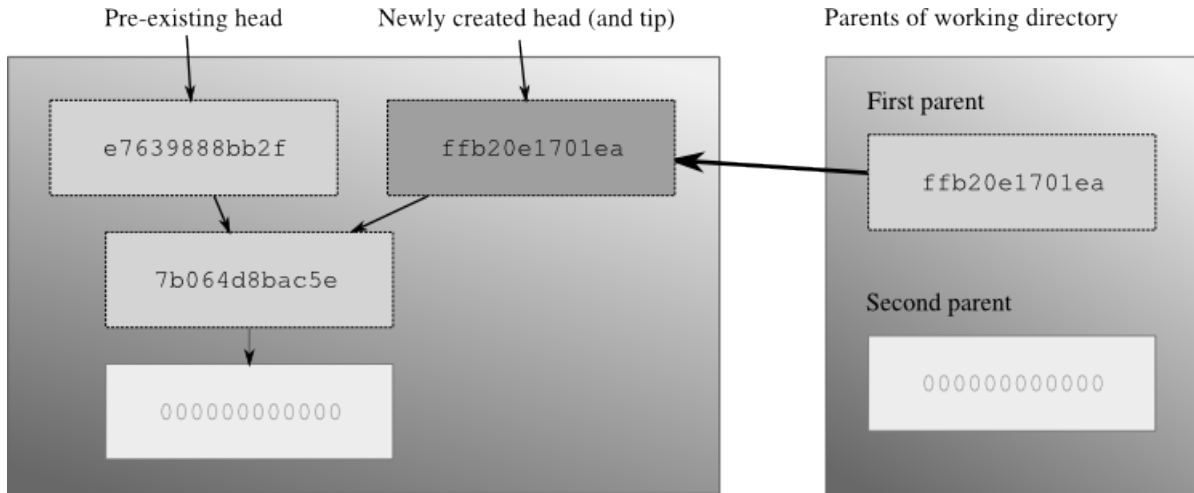 Pre-existing head
Newly created head (and tip)
Parents of working directory
First parent
e7639888bb2f
ffb20e1701ea
ffb20e1701ea
7b064d8bac5e
Second parent
000000000000
000000000000